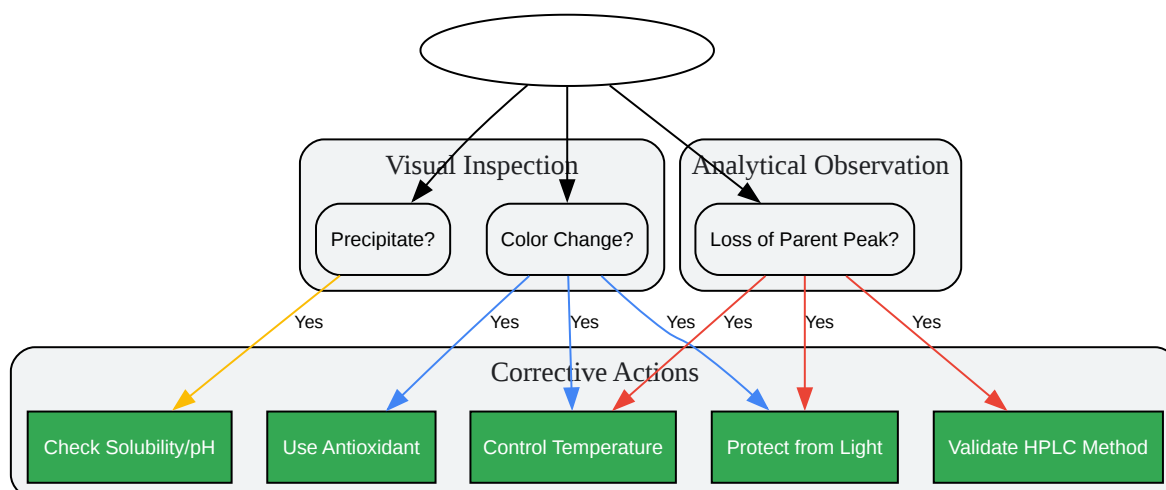 Visual Inspection
Analytical Observation
Precipitate?
Color Change?
Loss of Parent Peak?
Yes
Yes
Yes
Yes
Yes
Yes
Yes
Corrective Actions
Check Solubility/pH
Use Antioxidant
Control Temperature
Protect from Light
Validate HPLC Method